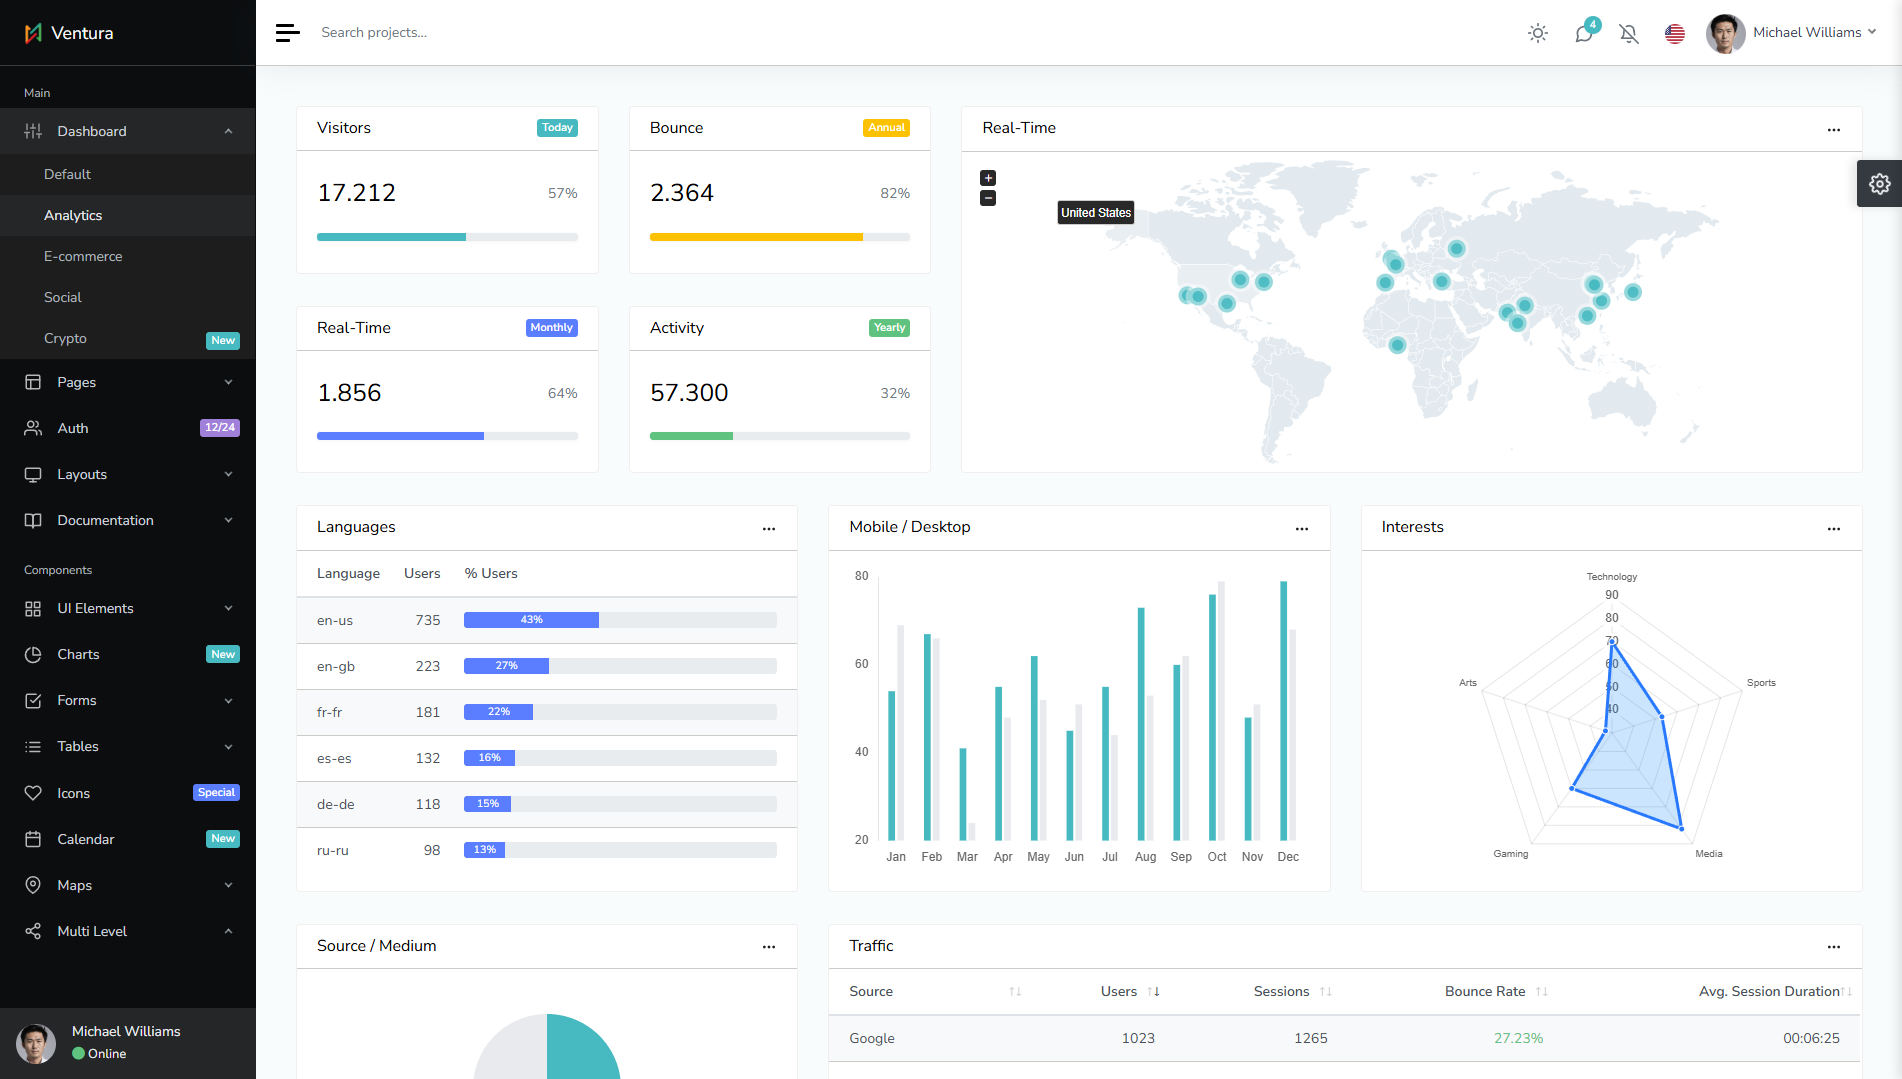 Ventura
Main
Dashboard
Default
Analytics
E-commerce
Social
Crypto New
Pages
Auth 12/24
Layouts
Documentation
Components
UI Elements
Charts New
Forms
Tables
Icons Special
Calendar New
Maps
Multi Level
Michael Williams
Online
Search projects...
4
Michael Williams
Visitors Today
17.212 57%
Bounce Annual
2.364 82%
Real-Time Monthly
1.856 64%
Activity Yearly
57.300 32%
Real-Time
+
−
United States
Languages
Language Users % Users
en-us 735 43%
en-gb 223 27%
fr-fr 181 22%
es-es 132 16%
de-de 118 15%
ru-ru 98 13%
Mobile / Desktop
80
60
40
20
Jan Feb Mar Apr May Jun Jul Aug Sep Oct Nov Dec
Interests
Technology
90
80
70
60
50
40
Arts Sports
Gaming Media
Source / Medium
Traffic
Source Users Sessions Bounce Rate Avg. Session Duration
Google 1023 1265 27.23% 00:06:25